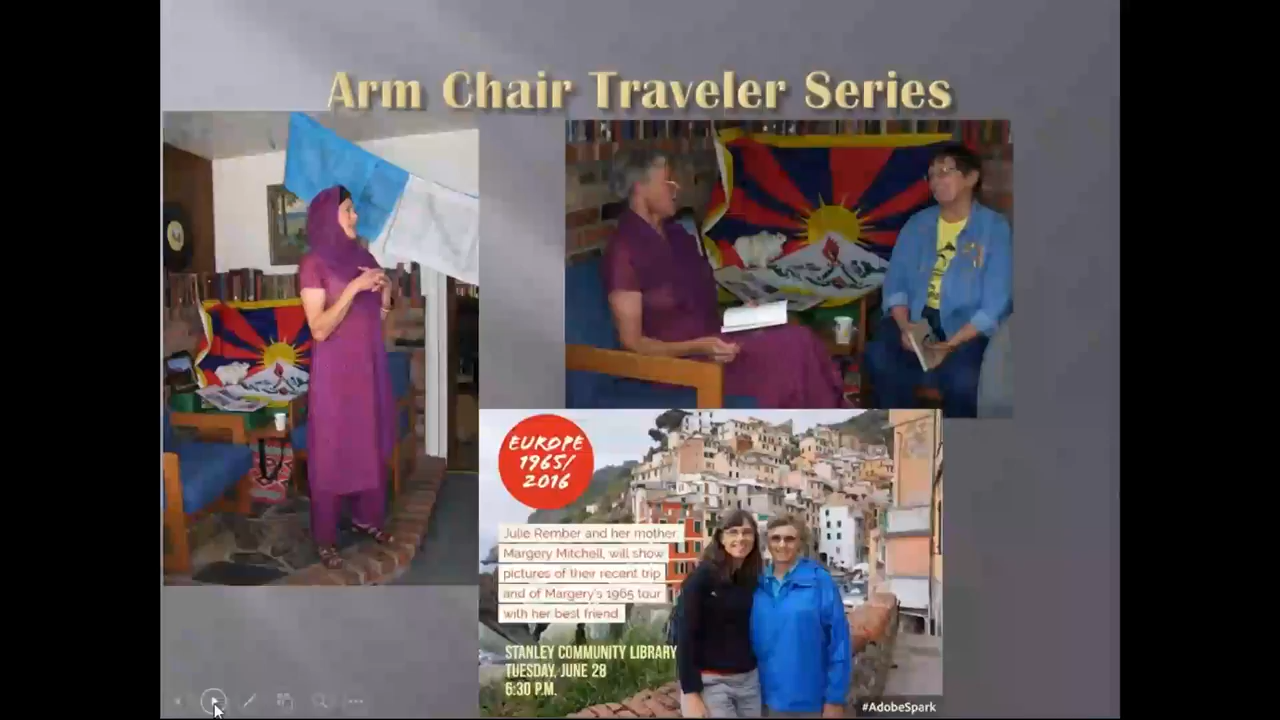 Arm Chair Traveler Series
EUROPE
1965/
2016
Julie Rember and her mother
Margery Mitchell, will show
pictures of their recent trip
and of Margery's 1965 tour
with her best friend.
STANLEY COMMUNITY LIBRARY
TUESDAY, JUNE 28
6:30 P.M.
#AdobeSpark